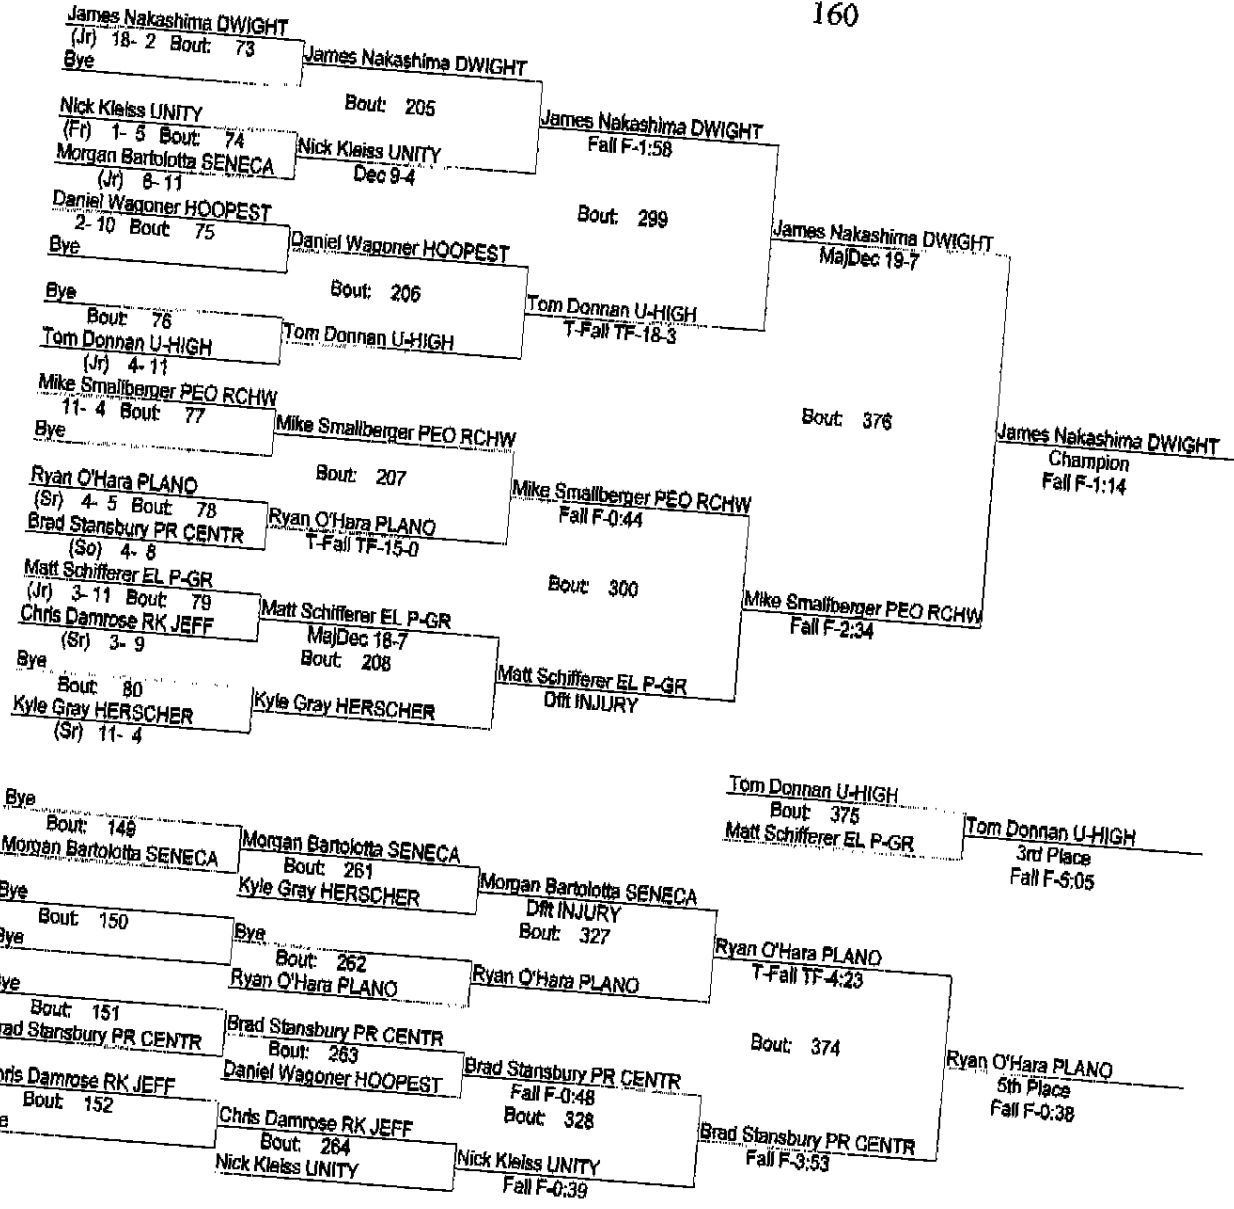 160
James Nakashima DWIGHT
(Jr) 18- 2 Bout: 73
Bye
James Nakashima DWIGHT
Bout: 205
Nick Kleiss UNITY
(Fr) 1- 5 Bout: 74
Morgan Bartolotta SENECA
(Jr) 6- 11
Nick Kleiss UNITY
Dec 9-4
James Nakashima DWIGHT
Fall F-1:58
Bout: 299
Daniel Wagoner HOOPEST
2- 10 Bout: 75
Bye
Daniel Wagoner HOOPEST
Bout: 206
Bye
Bout: 76
Tom Donnan U-HIGH
(Jr) 4- 11
Tom Donnan U-HIGH
Tom Donnan U-HIGH
T-Fall TF-18-3
James Nakashima DWIGHT
MajDec 19-7
Bout: 376
Mike Smallberger PEO RCHW
11- 4 Bout: 77
Bye
Mike Smallberger PEO RCHW
Bout: 207
Ryan O'Hara PLANO
(Sr) 4- 5 Bout: 78
Brad Stansbury PR CENTR
(So) 4- 8
Ryan O'Hara PLANO
T-Fall TF-15-0
Mike Smallberger PEO RCHW
Fall F-0:44
Bout: 300
Matt Schifferer EL P-GR
(Jr) 3- 11 Bout: 79
Chris Damrose RK JEFF
(Sr) 3- 9
Matt Schifferer EL P-GR
MajDec 16-7
Bout: 208
Bye
Bout: 80
Kyle Gray HERSCHER
(Sr) 11- 4
Kyle Gray HERSCHER
Matt Schifferer EL P-GR
Dflt INJURY
Mike Smallberger PEO RCHW
Fall F-2:34
James Nakashima DWIGHT
Champion
Fall F-1:14
Tom Donnan U-HIGH
Bout: 375
Matt Schifferer EL P-GR
Tom Donnan U-HIGH
3rd Place
Fall F-5:05
Bye
Bout: 149
Morgan Bartolotta SENECA
Morgan Bartolotta SENECA
Bout: 261
Kyle Gray HERSCHER
Morgan Bartolotta SENECA
Dflt INJURY
Bout: 327
Bye
Bout: 150
Bye
Bye
Bout: 262
Ryan O'Hara PLANO
Ryan O'Hara PLANO
Ryan O'Hara PLANO
T-Fall TF-4:23
Bout: 374
Bye
Bout: 151
rad Stansbury PR CENTR
Brad Stansbury PR CENTR
Bout: 263
Daniel Wagoner HOOPEST
Brad Stansbury PR CENTR
Fall F-0:48
Bout: 328
hris Damrose RK JEFF
Bout: 152
e
Chris Damrose RK JEFF
Bout: 264
Nick Kleiss UNITY
Nick Kleiss UNITY
Fall F-0:39
Brad Stansbury PR CENTR
Fall F-3:53
Ryan O'Hara PLANO
5th Place
Fall F-0:38